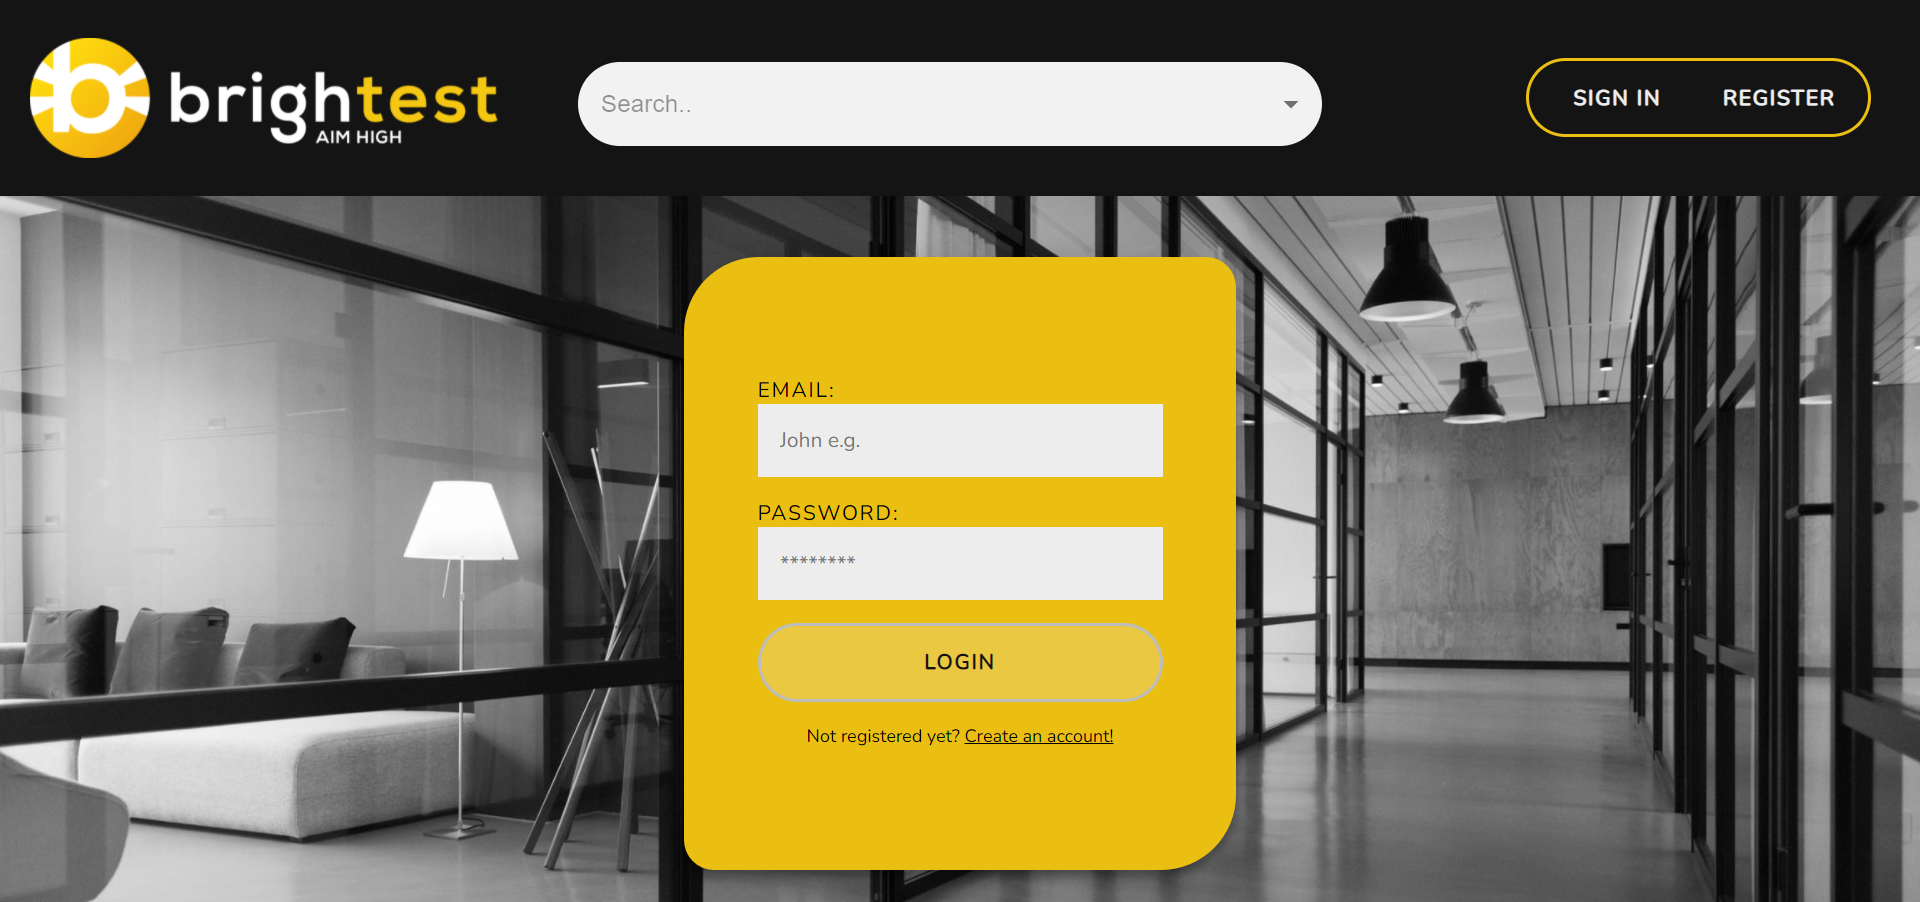 brightest
AIM HIGH
Search..
SIGN IN REGISTER
EMAIL:
John e.g.
PASSWORD:
********
LOGIN
Not registered yet? Create an account!